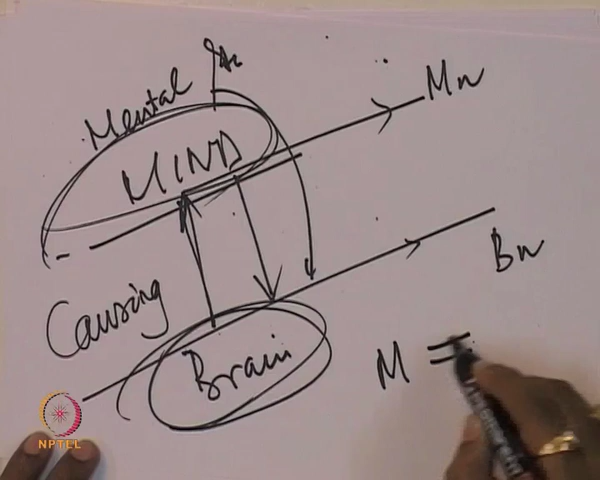 Mental
Mn
MIND
Bn
Causing
Brain
M =
NPTEL